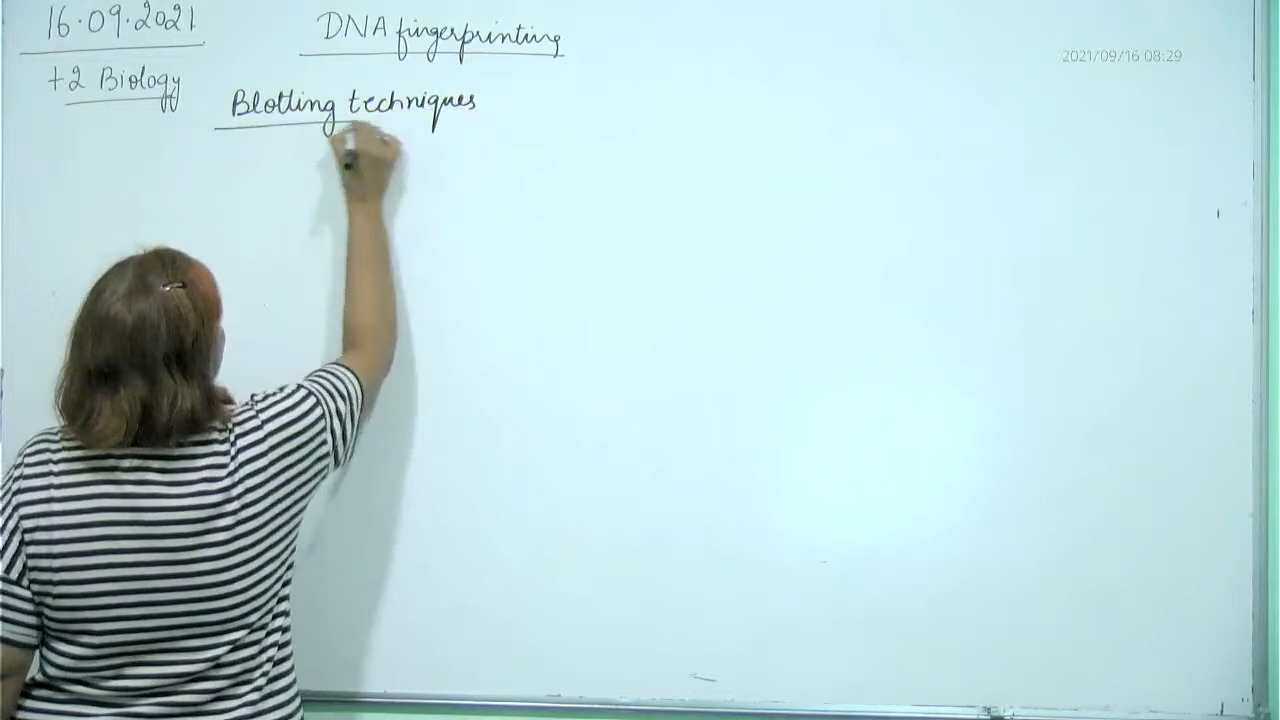 16.09.2021
DNA fingerprinting
2021/09/16 08:29
+2 Biology
Blotting techniques